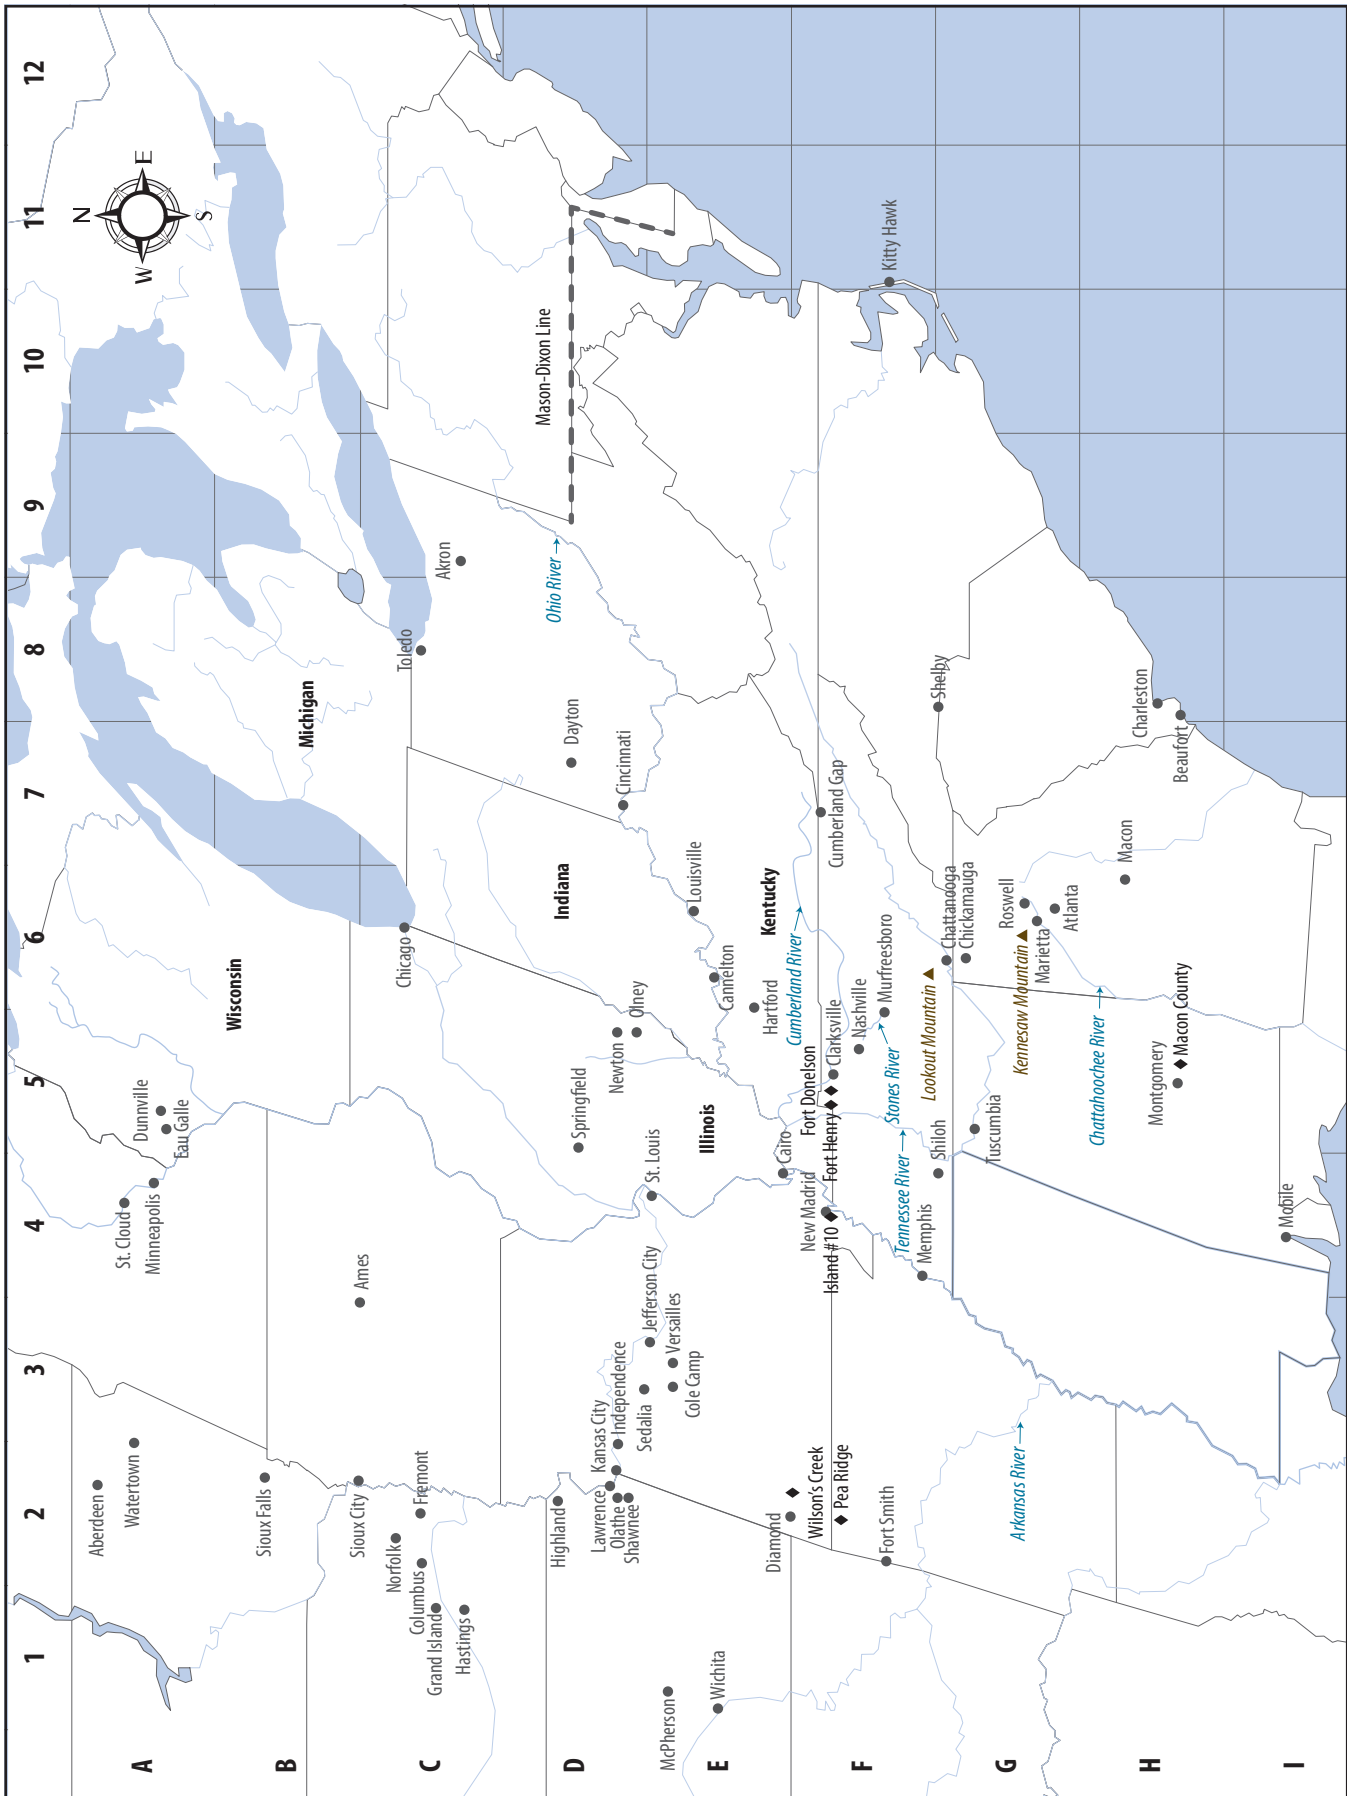 1
2
3
4
5
6
7
8
9
10
11
12
A
B
C
D
E
F
G
H
I
N
E
S
W
Aberdeen
Watertown
St. Cloud
Minneapolis
Dunnville
Eau Galle
Wisconsin
Michigan
Sioux Falls
Sioux City
Ames
Chicago
Toledo
Akron
Norfolk
Fremont
Columbus
Grand Island
Hastings
Highland
Lawrence
Kansas City
Olathe
Independence
Shawnee
Springfield
Indiana
Dayton
Ohio River
Mason-Dixon Line
Newton
Olney
Cincinnati
McPherson
Wichita
Sedalia
Jefferson City
Versailles
Cole Camp
St. Louis
Illinois
Louisville
Cannelton
Hartford
Kentucky
Cairo
Cumberland River
Diamond
Wilson's Creek
Pea Ridge
New Madrid
Island #10
Fort Henry
Fort Donelson
Clarksville
Cumberland Gap
Nashville
Murfreesboro
Stones River
Tennessee River
Kitty Hawk
Fort Smith
Memphis
Shiloh
Lookout Mountain
Chattanooga
Chickamauga
Shelby
Tuscumbia
Arkansas River
Kennesaw Mountain
Roswell
Marietta
Atlanta
Chattahoochee River
Macon
Charleston
Beaufort
Montgomery
Macon County
Mobile